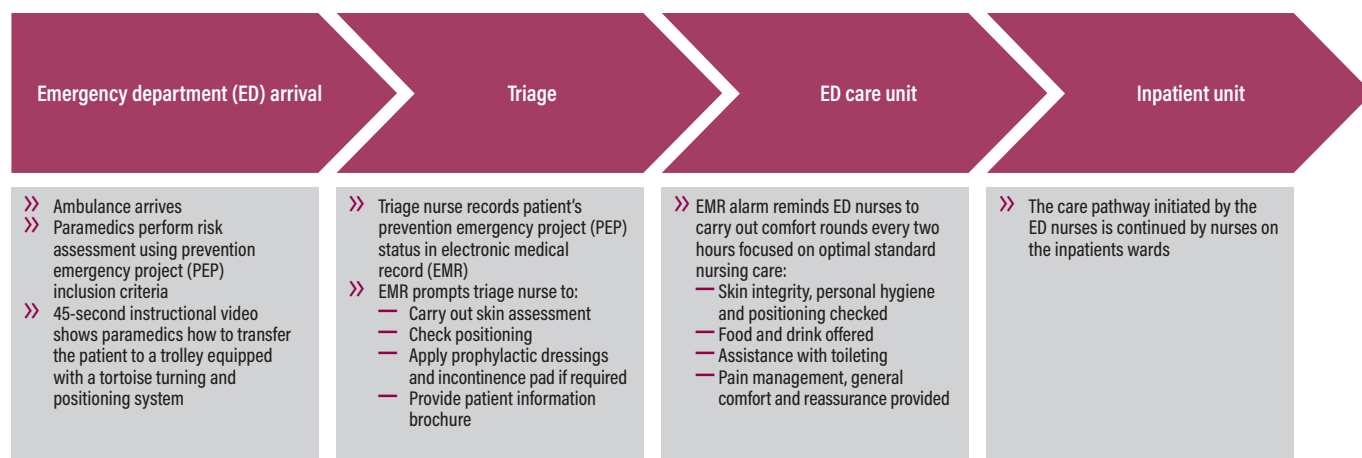 Emergency department (ED) arrival
Triage
ED care unit
Inpatient unit
» Ambulance arrives
» Paramedics perform risk
assessment using prevention
emergency project (PEP)
inclusion criteria
» 45-second instructional video
shows paramedics how to transfer
the patient to a trolley equipped
with a tortoise turning and
positioning system
» Triage nurse records patient’s
prevention emergency project (PEP)
status in electronic medical
record (EMR)
» EMR prompts triage nurse to:
— Carry out skin assessment
— Check positioning
— Apply prophylactic dressings
and incontinence pad if required
— Provide patient information
brochure
» EMR alarm reminds ED nurses to
carry out comfort rounds every two
hours focused on optimal standard
nursing care:
— Skin integrity, personal hygiene
and positioning checked
— Food and drink offered
— Assistance with toileting
— Pain management, general
comfort and reassurance provided
» The care pathway initiated by the
ED nurses is continued by nurses on
the inpatients wards